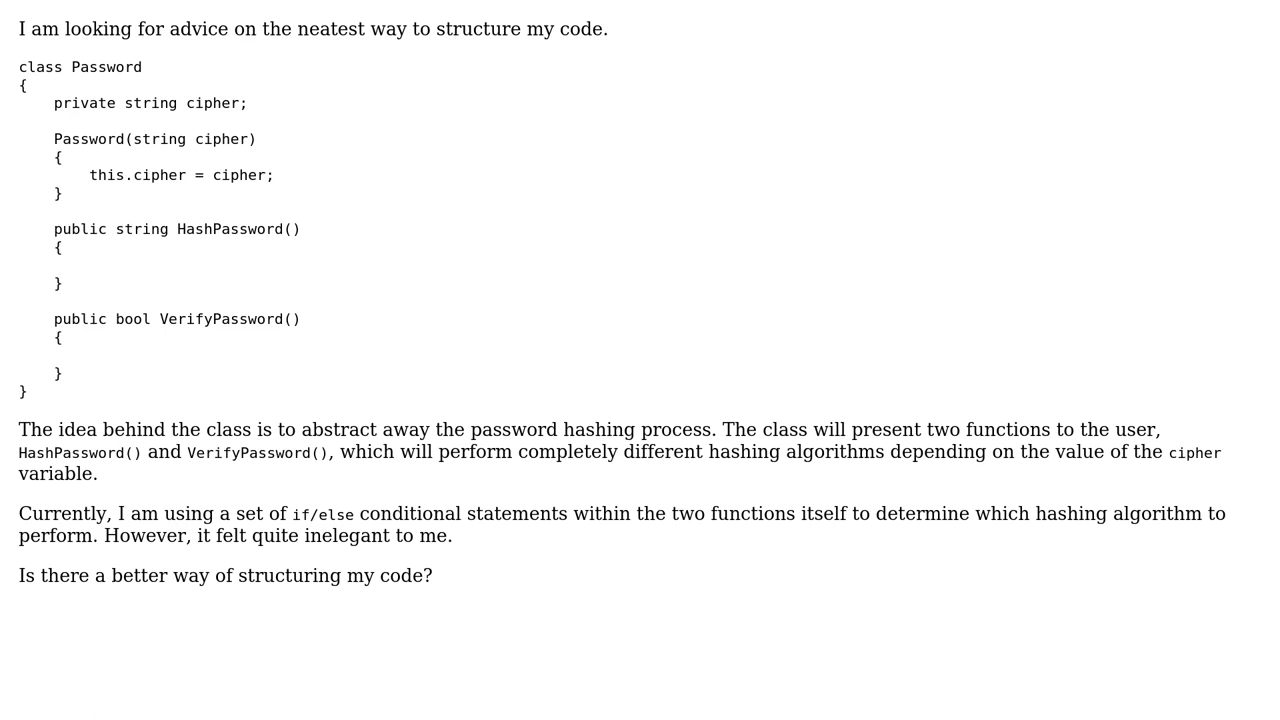 I am looking for advice on the neatest way to structure my code.
class Password
{
    private string cipher;
    Password(string cipher)
    {
        this.cipher = cipher;
    }
    public string HashPassword()
    {
    }
    public bool VerifyPassword()
    {
    }
}
The idea behind the class is to abstract away the password hashing process. The class will present two functions to the user,
HashPassword() and VerifyPassword(), which will perform completely different hashing algorithms depending on the value of the cipher
variable.
Currently, I am using a set of if/else conditional statements within the two functions itself to determine which hashing algorithm to
perform. However, it felt quite inelegant to me.
Is there a better way of structuring my code?